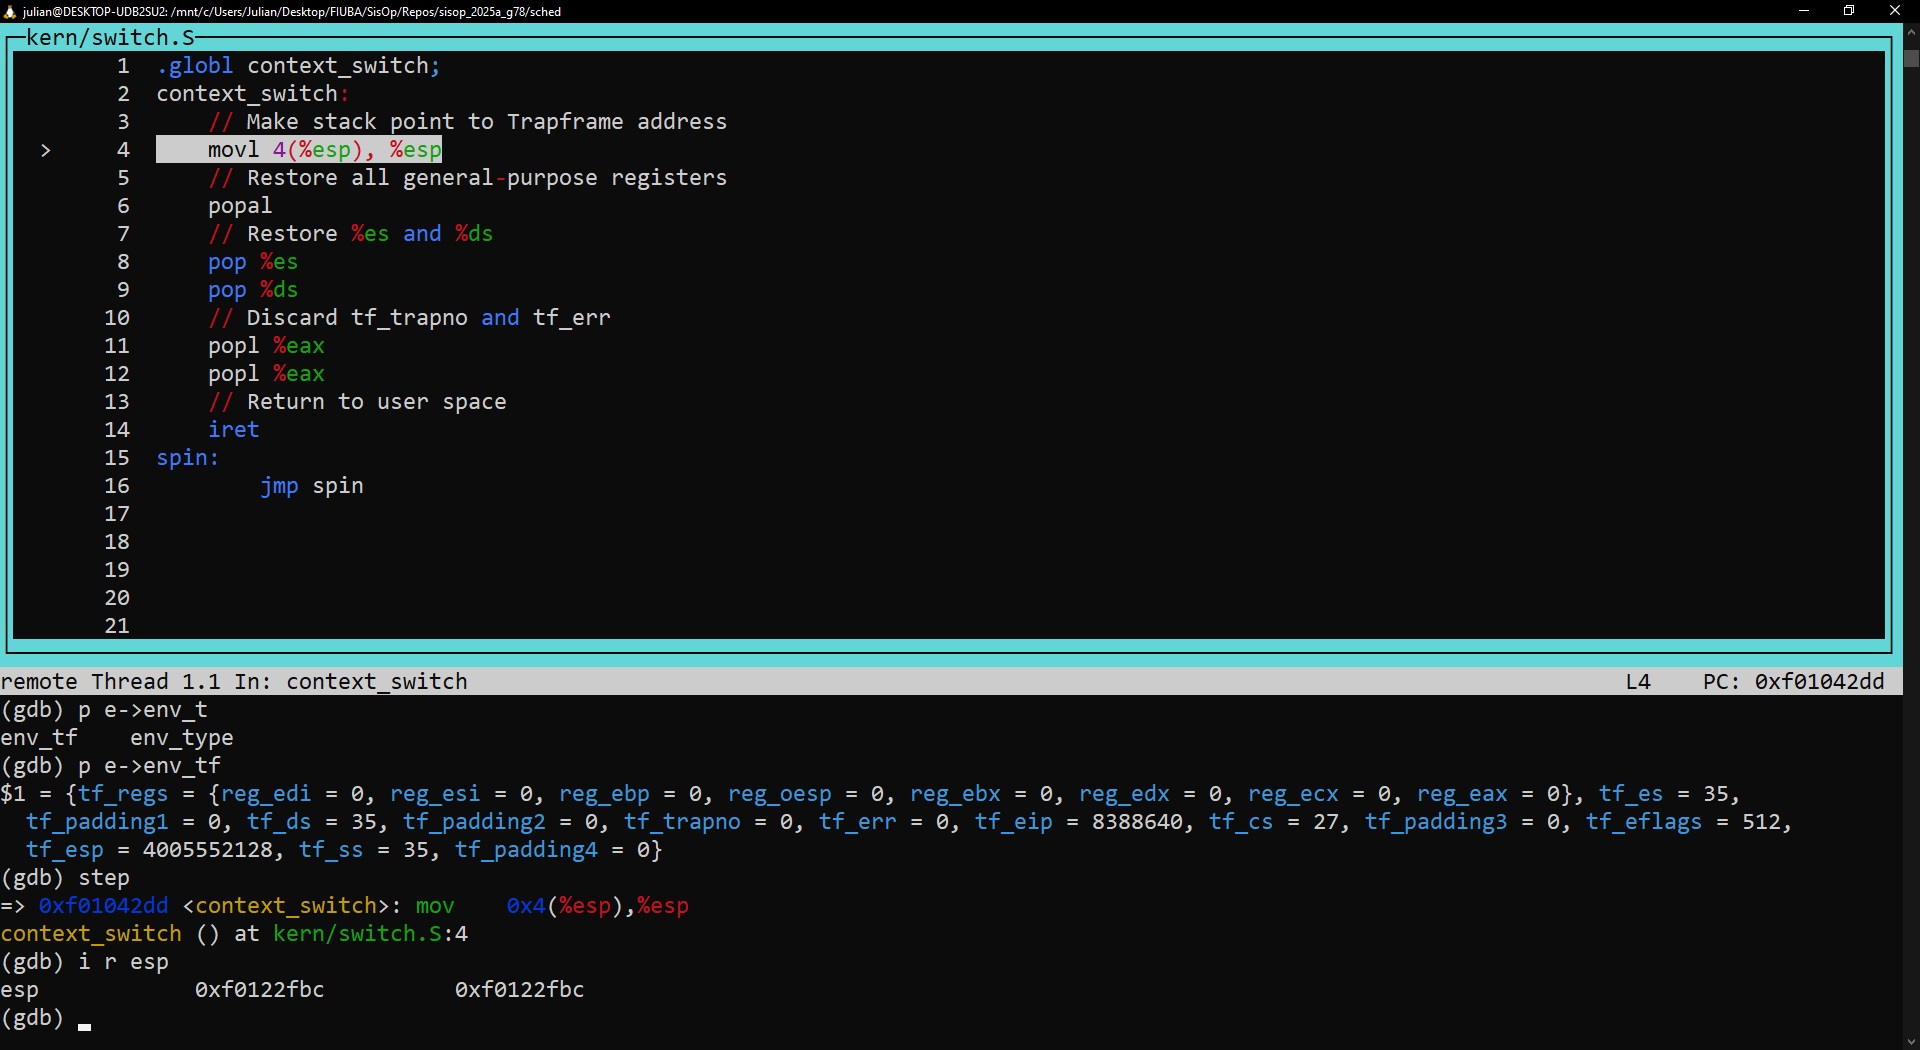 julian@DESKTOP-UDB2SU2: /mnt/c/Users/Julian/Desktop/FIUBA/SisOp/Repos/sisop_2025a_g78/sched
kern/switch.S
1 .globl context_switch;
2 context_switch:
3 // Make stack point to Trapframe address
> 4 movl 4(%esp), %esp
5 // Restore all general-purpose registers
6 popal
7 // Restore %es and %ds
8 pop %es
9 pop %ds
10 // Discard tf_trapno and tf_err
11 popl %eax
12 popl %eax
13 // Return to user space
14 iret
15 spin:
16 jmp spin
17
18
19
20
21
remote Thread 1.1 In: context_switch L4 PC: 0xf01042dd
(gdb) p e->env_t
env_tf env_type
(gdb) p e->env_tf
$1 = {tf_regs = {reg_edi = 0, reg_esi = 0, reg_ebp = 0, reg_oesp = 0, reg_ebx = 0, reg_edx = 0, reg_ecx = 0, reg_eax = 0}, tf_es = 35,
tf_padding1 = 0, tf_ds = 35, tf_padding2 = 0, tf_trapno = 0, tf_err = 0, tf_eip = 8388640, tf_cs = 27, tf_padding3 = 0, tf_eflags = 512,
tf_esp = 4005552128, tf_ss = 35, tf_padding4 = 0}
(gdb) step
=> 0xf01042dd <context_switch>: mov 0x4(%esp),%esp
context_switch () at kern/switch.S:4
(gdb) i r esp
esp 0xf0122fbc 0xf0122fbc
(gdb)